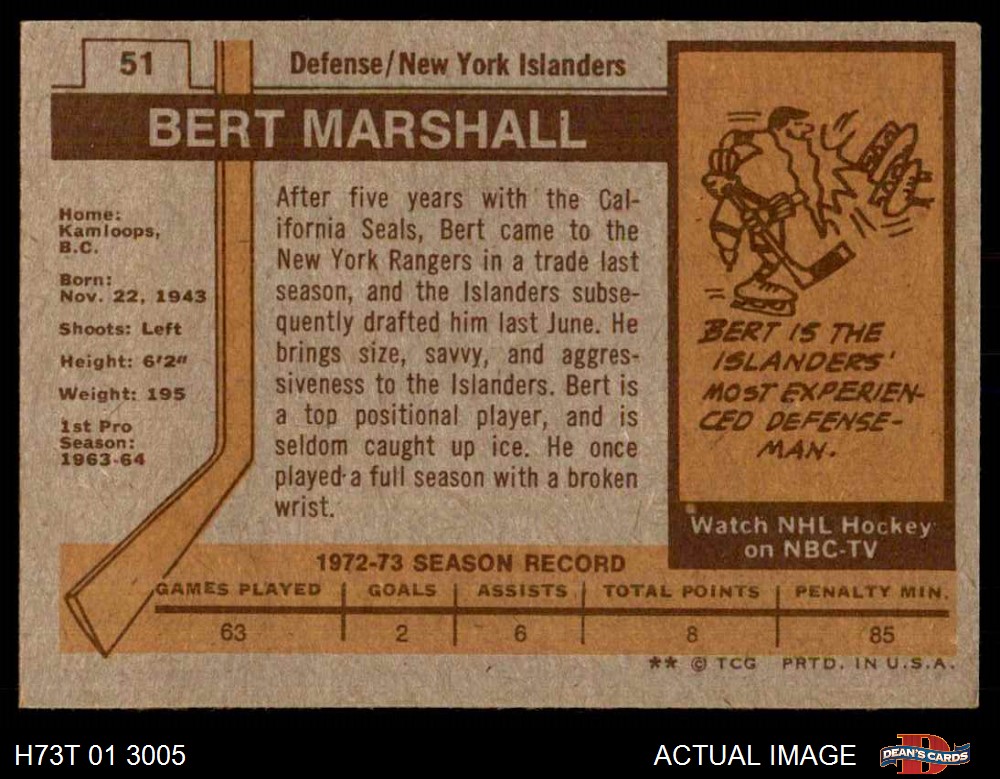 51
Defense/New York Islanders
BERT MARSHALL
Home:
Kamloops,
B.C.
Born:
Nov. 22, 1943
Shoots: Left
Height: 6'2"
Weight: 195
1st Pro
Season:
1963-64
After five years with the Cal-
ifornia Seals, Bert came to the
New York Rangers in a trade last
season, and the Islanders subse-
quently drafted him last June. He
brings size, savvy, and aggres-
siveness to the Islanders. Bert is
a top positional player, and is
seldom caught up ice. He once
played a full season with a broken
wrist.
BERT IS THE
ISLANDERS'
MOST EXPERIEN-
CED DEFENSE-
MAN.
Watch NHL Hockey
on NBC-TV
1972-73 SEASON RECORD
GAMES PLAYED GOALS ASSISTS TOTAL POINTS PENALTY MIN.
63 2 6 8 85
** © TCG PRTD. IN U.S.A.
H73T 01 3005 ACTUAL IMAGE DEAN'S CARDS